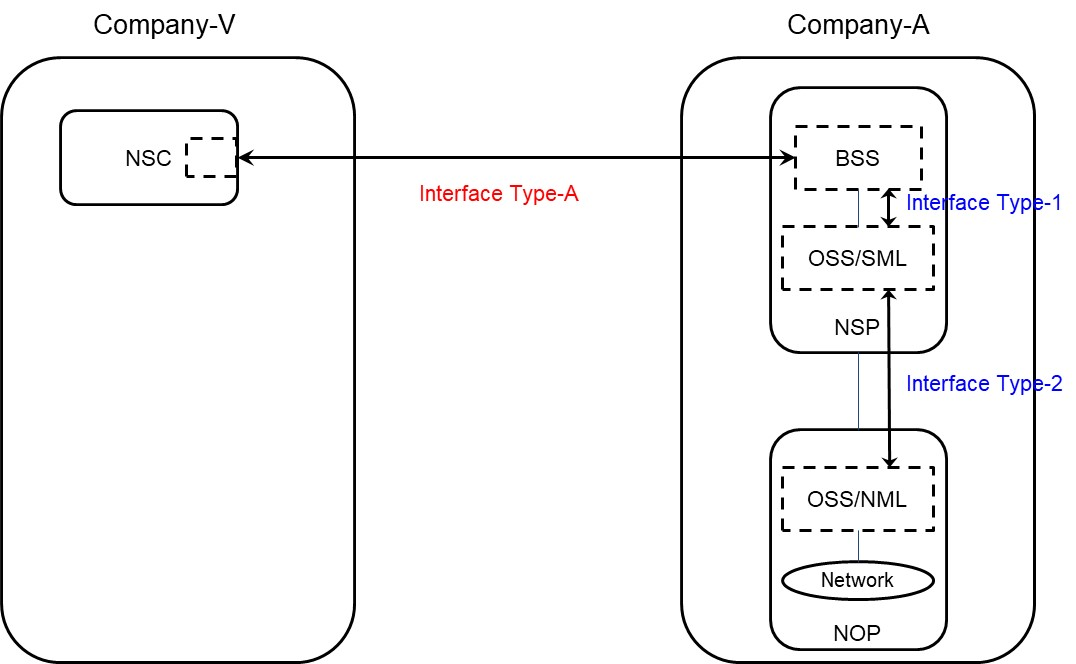 Company-V
Company-A
NSC
BSS
Interface Type-A
Interface Type-1
OSS/SML
NSP
Interface Type-2
OSS/NML
Network
NOP